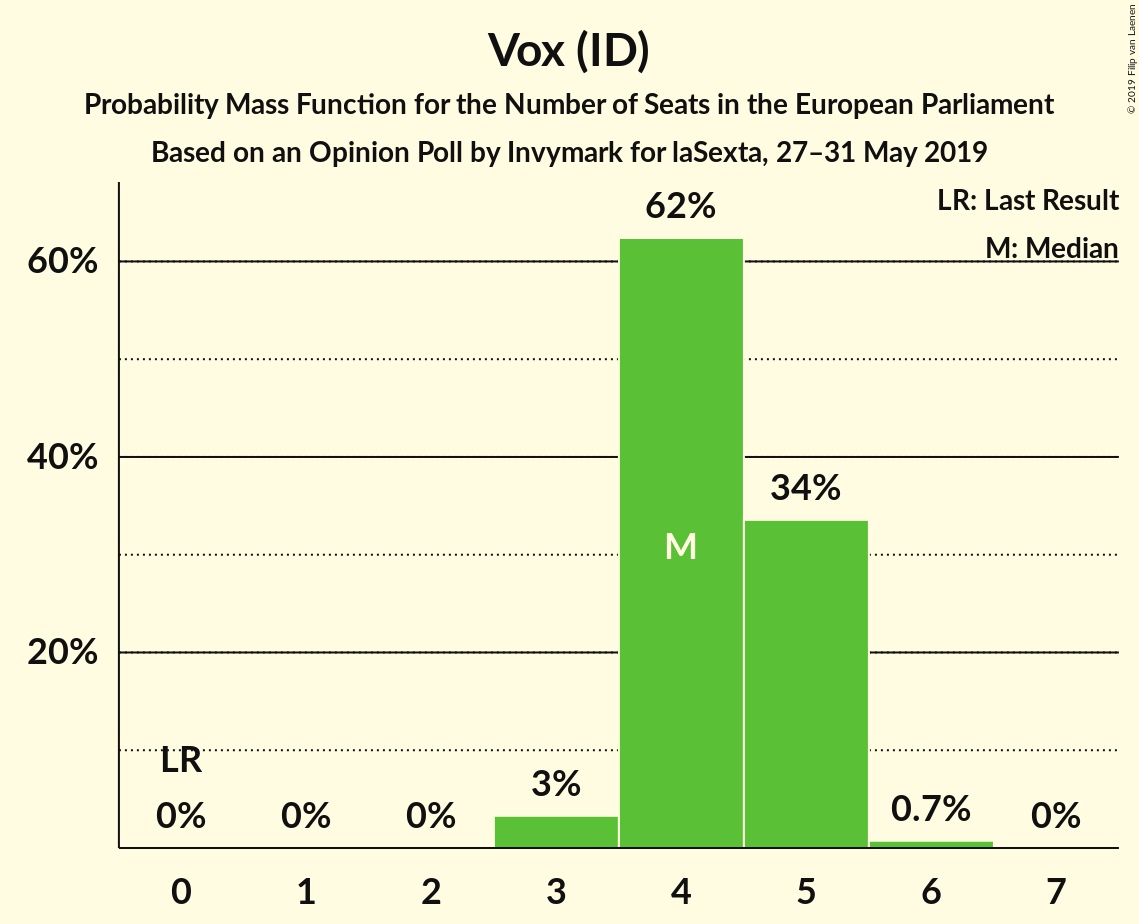 Vox (ID)
Probability Mass Function for the Number of Seats in the European Parliament
Based on an Opinion Poll by Invymark for laSexta, 27–31 May 2019
© 2019 Filip van Laenen
LR: Last Result
M: Median
60%
40%
20%
LR
0%
0%
0%
3%
62%
M
34%
0.7%
0%
0 1 2 3 4 5 6 7